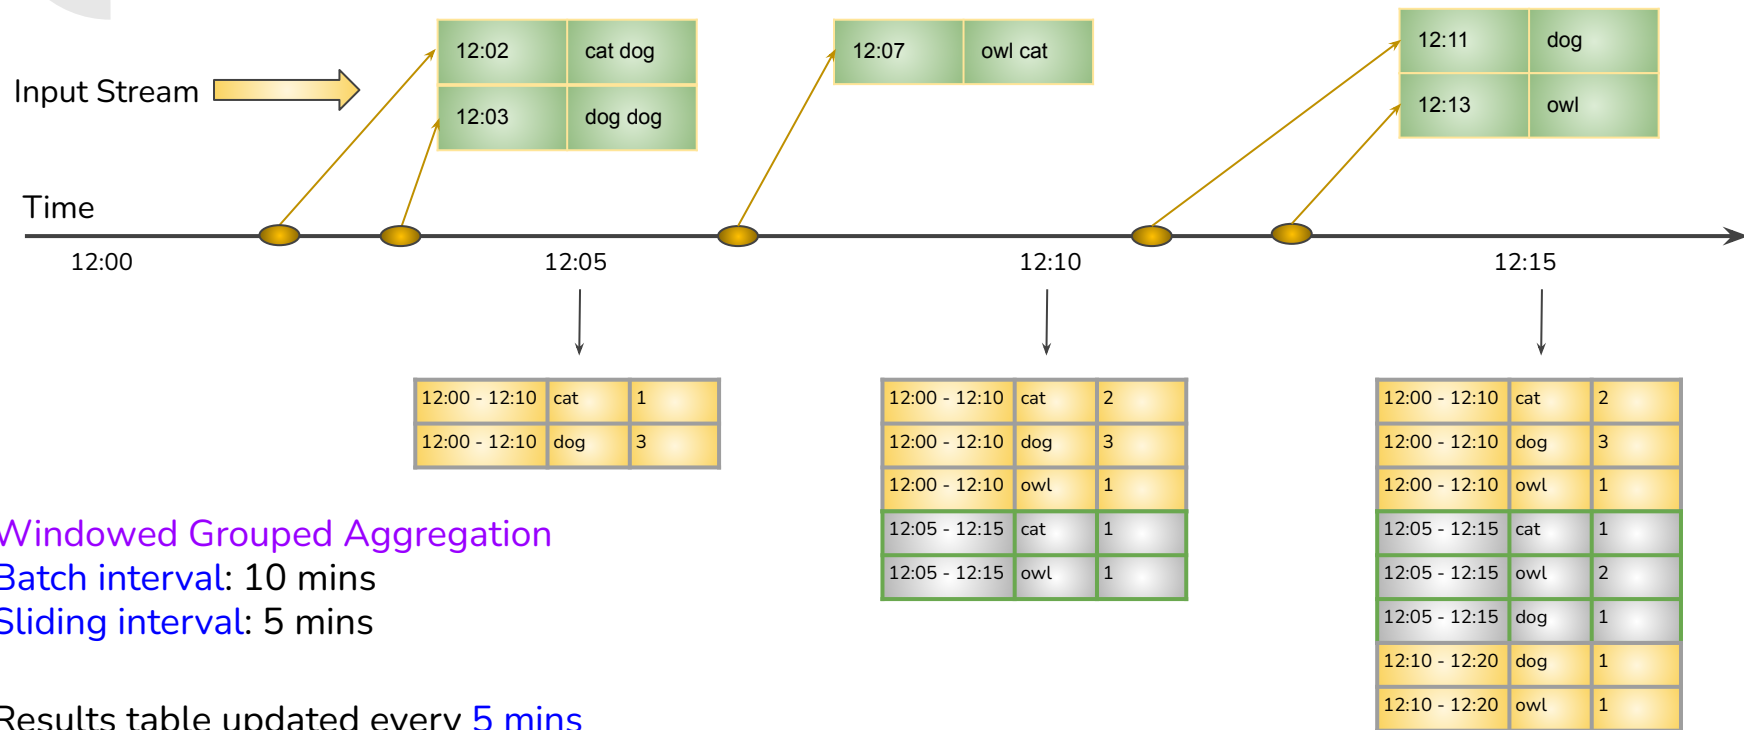 12:02 cat dog
12:03 dog dog
12:07 owl cat
12:11 dog
12:13 owl
Input Stream
Time
12:00 12:05 12:10 12:15
12:00 - 12:10 cat 1
12:00 - 12:10 dog 3
12:00 - 12:10 cat 2
12:00 - 12:10 dog 3
12:00 - 12:10 owl 1
12:05 - 12:15 cat 1
12:05 - 12:15 owl 1
12:00 - 12:10 cat 2
12:00 - 12:10 dog 3
12:00 - 12:10 owl 1
12:05 - 12:15 cat 1
12:05 - 12:15 owl 2
12:05 - 12:15 dog 1
12:10 - 12:20 dog 1
12:10 - 12:20 owl 1
Windowed Grouped Aggregation
Batch interval: 10 mins
Sliding interval: 5 mins
Results table updated every 5 mins